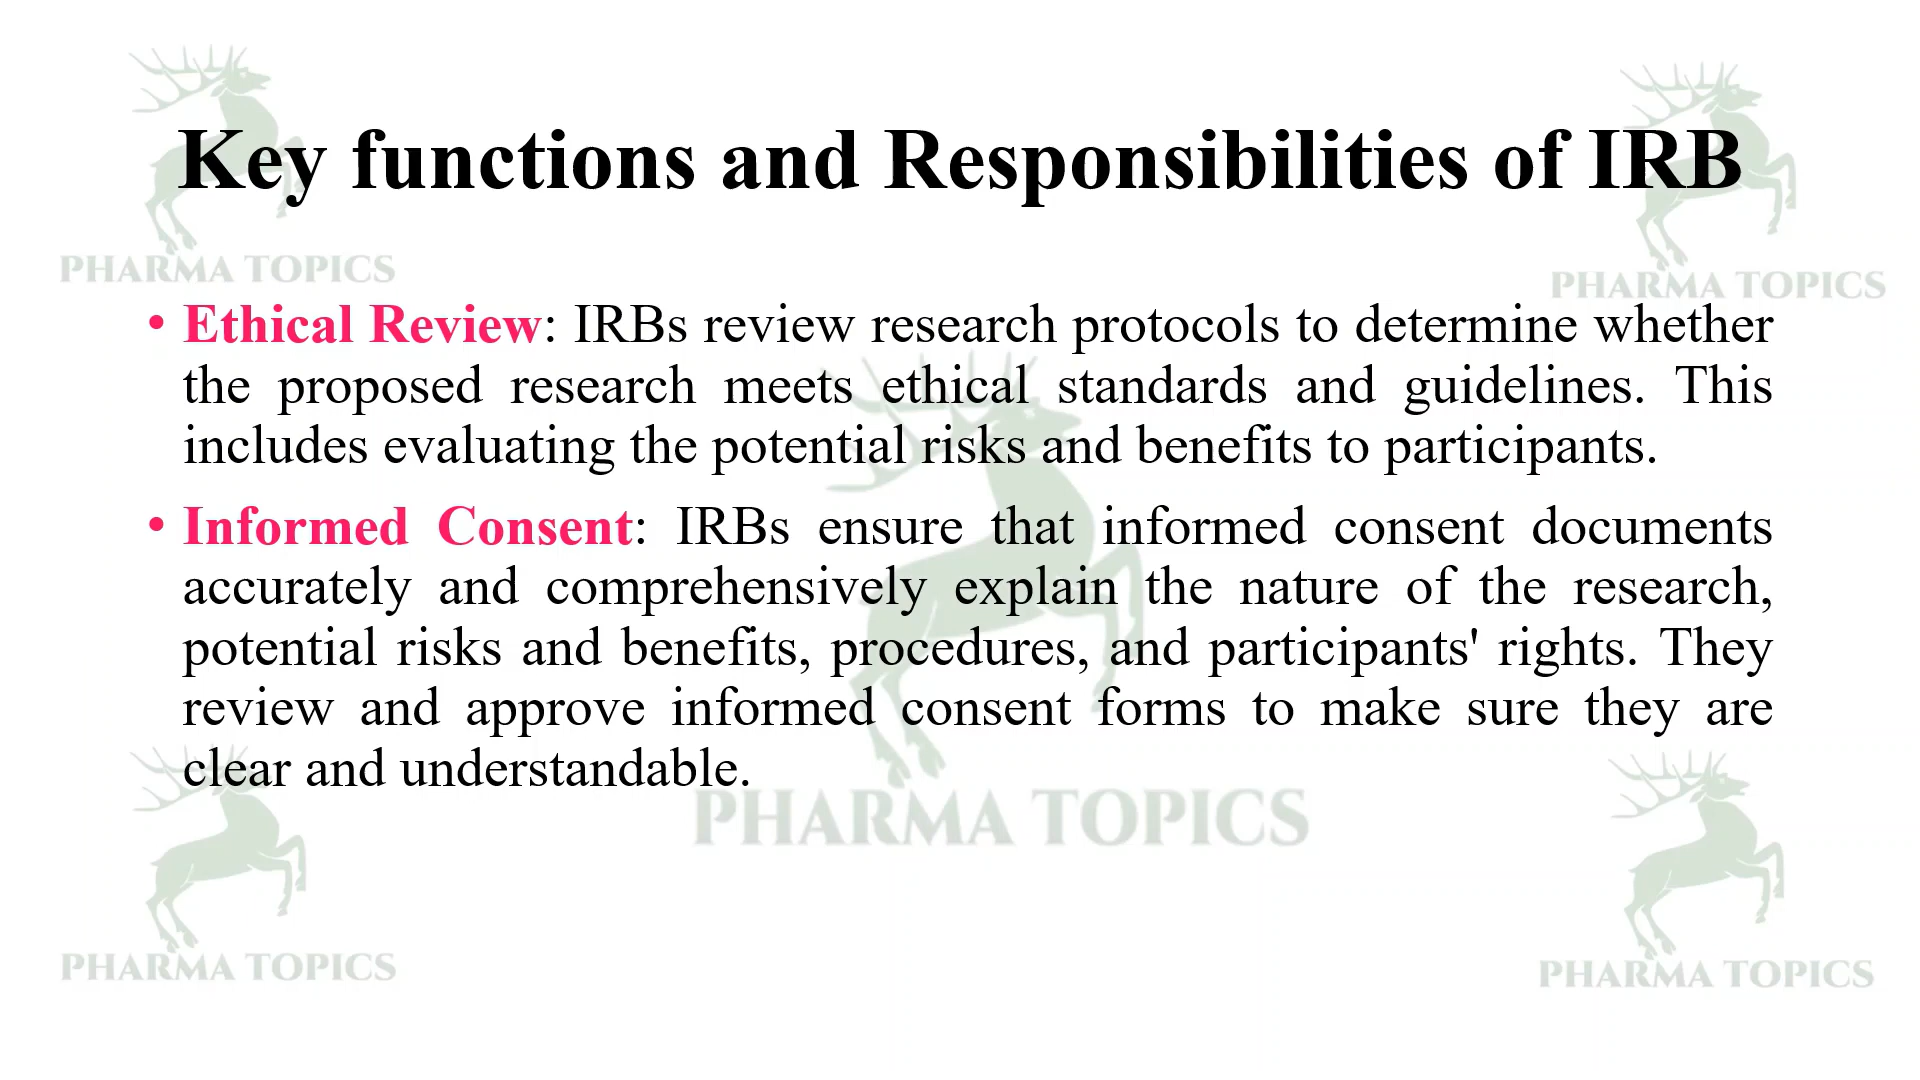 Key functions and Responsibilities of IRB
PHARMA TOPICS
PHARMA TOPICS
• Ethical Review: IRBs review research protocols to determine whether
the proposed research meets ethical standards and guidelines. This
includes evaluating the potential risks and benefits to participants.
• Informed Consent: IRBs ensure that informed consent documents
accurately and comprehensively explain the nature of the research,
potential risks and benefits, procedures, and participants' rights. They
review and approve informed consent forms to make sure they are
clear and understandable.
PHARMA TOPICS
PHARMA TOPICS
PHARMA TOPICS